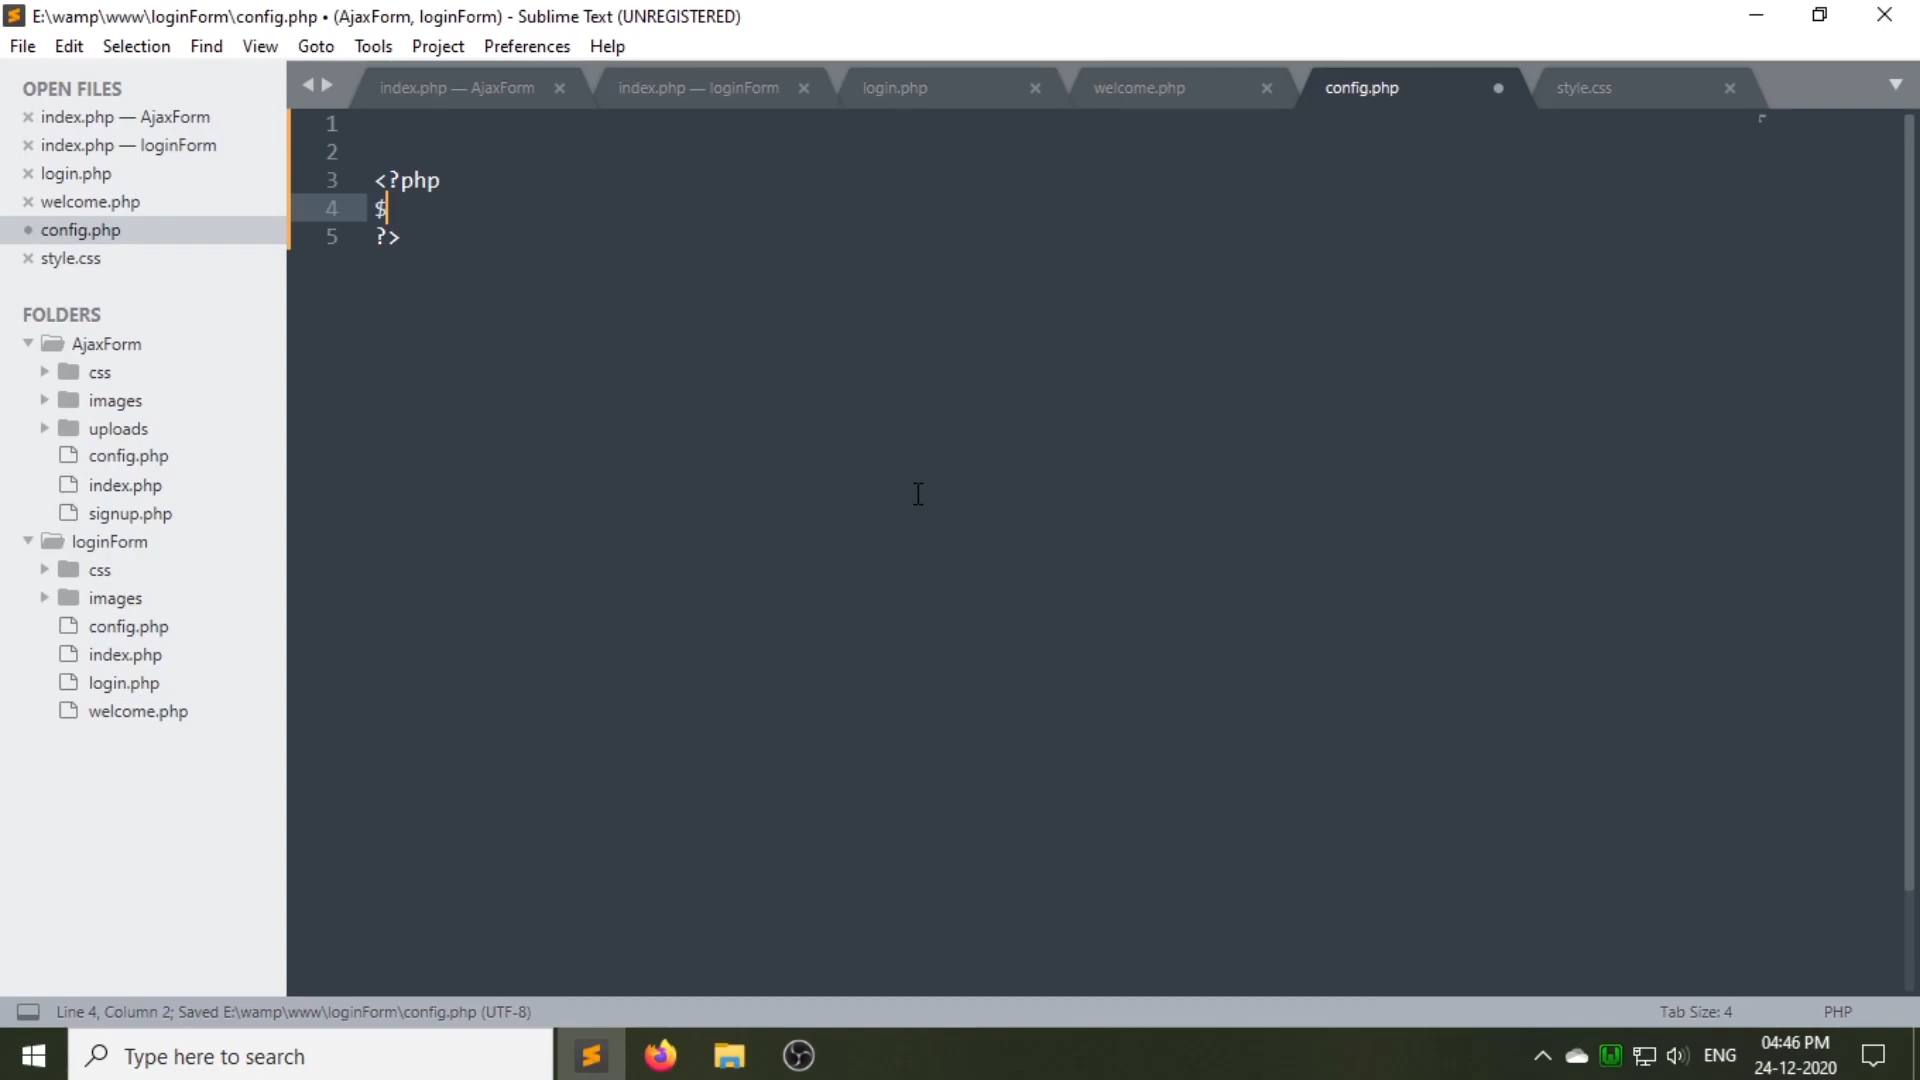 E:\wamp\www\loginForm\config.php • (AjaxForm, loginForm) - Sublime Text (UNREGISTERED)
File Edit Selection Find View Goto Tools Project Preferences Help
OPEN FILES
index.php — AjaxForm
index.php — loginForm
login.php
welcome.php
config.php
style.css
FOLDERS
AjaxForm
css
images
uploads
config.php
index.php
signup.php
loginForm
css
images
config.php
index.php
login.php
welcome.php
index.php — AjaxForm index.php — loginForm login.php welcome.php config.php style.css
1
2
3 <?php
4 $
5 ?>
Line 4, Column 2; Saved E:\wamp\www\loginForm\config.php (UTF-8) Tab Size: 4 PHP
Type here to search ENG 04:46 PM
24-12-2020